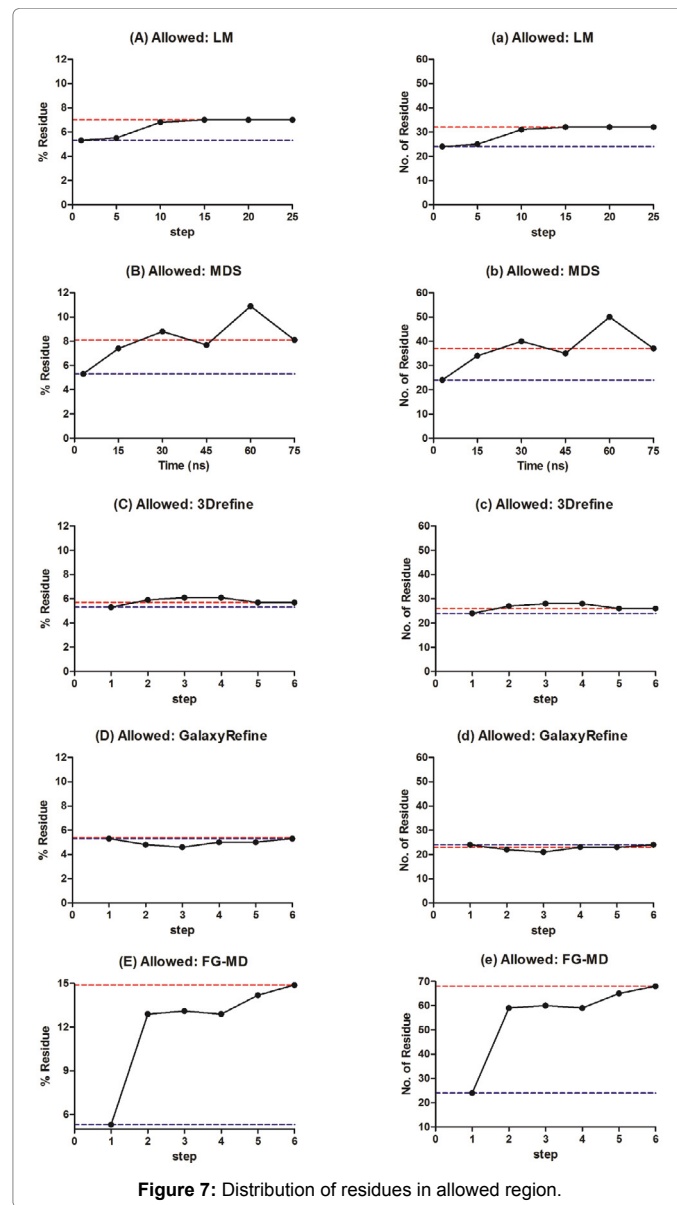 (A) Allowed: LM
% Residue
12
10
8
6
4
2
0
0 5 10 15 20 25
step
(a) Allowed: LM
No. of Residue
60
50
40
30
20
10
0
0 5 10 15 20 25
step
(B) Allowed: MDS
% Residue
12
10
8
6
4
2
0
0 15 30 45 60 75
Time (ns)
(b) Allowed: MDS
No. of Residue
60
50
40
30
20
10
0
0 15 30 45 60 75
Time (ns)
(C) Allowed: 3Drefine
% Residue
12
10
8
6
4
2
0
0 1 2 3 4 5 6
step
(c) Allowed: 3Drefine
No. of Residue
60
50
40
30
20
10
0
0 1 2 3 4 5 6
step
(D) Allowed: GalaxyRefine
% Residue
12
10
8
6
4
2
0
0 1 2 3 4 5 6
step
(d) Allowed: GalaxyRefine
No. of Residue
60
50
40
30
20
10
0
0 1 2 3 4 5 6
step
(E) Allowed: FG-MD
% Residue
15
12
9
6
0 1 2 3 4 5 6
step
(e) Allowed: FG-MD
No. of Residue
70
60
50
40
30
20
10
0 1 2 3 4 5 6
step
Figure 7: Distribution of residues in allowed region.